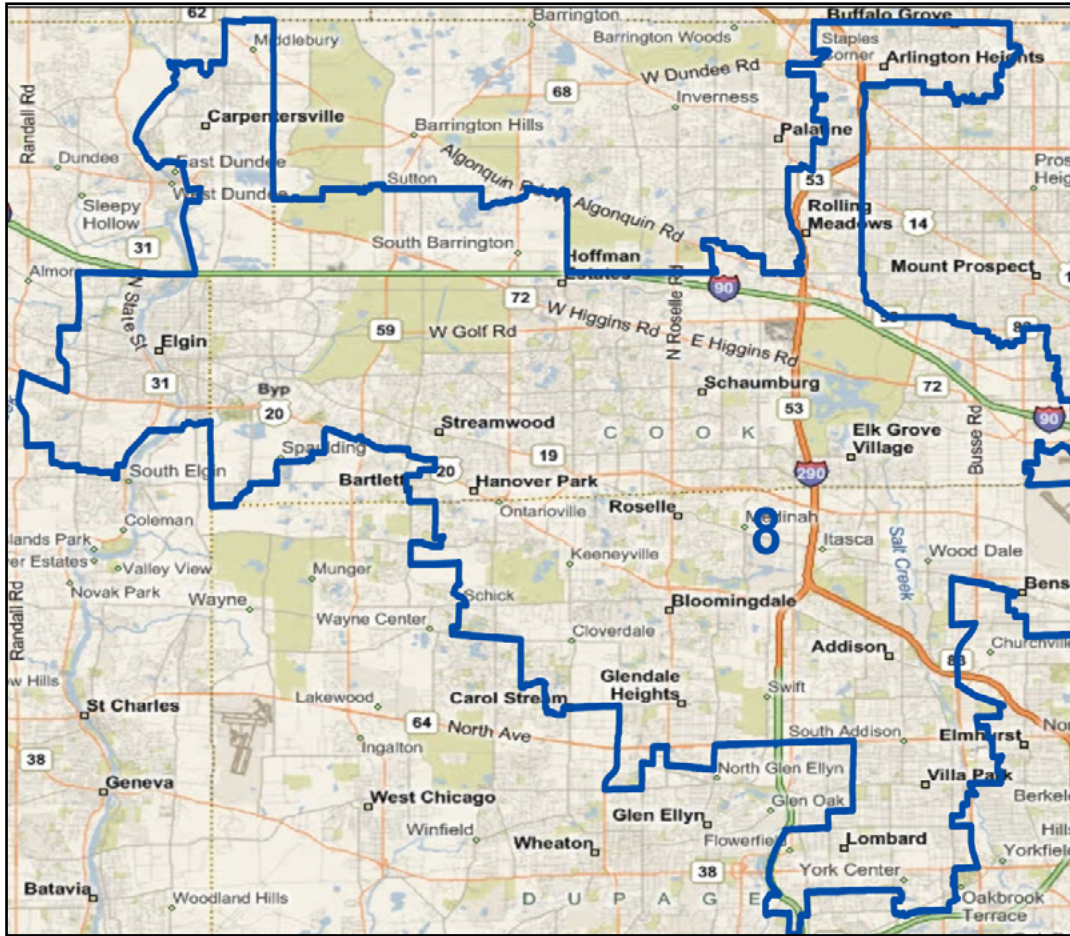 62
Barrington
Buffalo Grove
Middlebury
Barrington Woods
Staples
Corner
Arlington Heights
W Dundee Rd
Randall Rd
68
Inverness
Carpentersville
Barrington Hills
Palatine
Dundee
East Dundee
Algonquin Rd
Sutton
53
West Dundee
Sleepy
Hollow
Algonquin Rd
Rolling
Meadows
14
31
South Barrington
Hoffman
Estates
N Roselle Rd
Mount Prospect
N State St
72
90
59
W Golf Rd
W Higgins Rd
E Higgins Rd
Elgin
31
Byp
20
Schaumburg
72
53
90
Streamwood
C O O K
Elk Grove
Village
Busse Rd
Spaulding
19
South Elgin
Bartlett
20
Hanover Park
290
Ontarioville
Roselle
Medinah
8
Coleman
Itasca
Salt Creek
Wood Dale
Valley View
Munger
Keeneyville
Novak Park
Wayne
Schick
Bloomingdale
Randall Rd
Wayne Center
Cloverdale
Addison
83
Lakewood
Carol Stream
Glendale
Heights
Swift
St Charles
64
North Ave
South Addison
38
Ingalton
Elmhurst
Geneva
North Glen Ellyn
Villa Park
West Chicago
Glen Oak
Glen Ellyn
Winfield
Wheaton
Flowerfield
Lombard
38
York Center
Batavia
Woodland Hills
D U P A G E
Oakbrook
Terrace